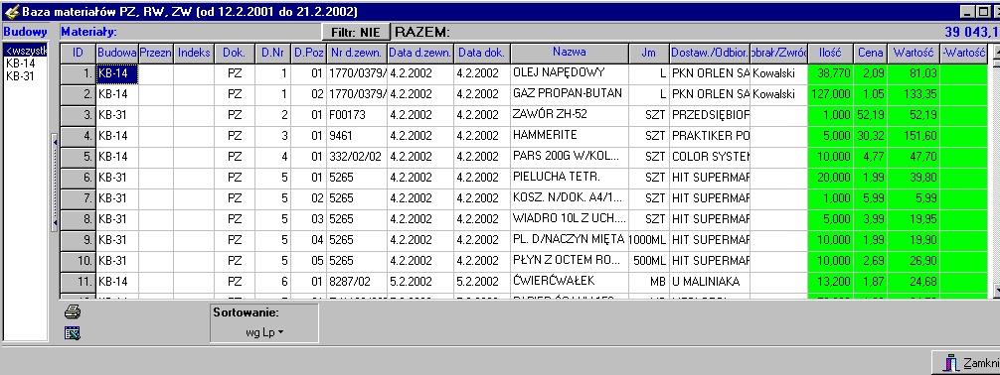 Baza materiałów PZ, RW, ZW (od 12.2.2001 do 21.2.2002)
Budowy Materiały: Filtr: NIE RAZEM: 39 043,1
<wszystk
KB-14
KB-31
ID Budowa Przezn Indeks Dok. D.Nr D.Poz Nr d.zewn. Data d.zewn. Data dok. Nazwa Jm Dostaw./Odbior. obrał/Zwróc Ilość Cena Wartość -Wartość
1. KB-14 PZ 1 01 1770/0379/ 4.2.2002 4.2.2002 OLEJ NAPĘDOWY L PKN ORLEN SA Kowalski 38,770 2,09 81,03
2. KB-14 PZ 1 02 1770/0379/ 4.2.2002 4.2.2002 GAZ PROPAN-BUTAN L PKN ORLEN SA Kowalski 127,000 1,05 133,35
3. KB-31 PZ 2 01 F00173 4.2.2002 4.2.2002 ZAWÓR ZH-52 SZT PRZEDSIĘBIOF 1,000 52,19 52,19
4. KB-14 PZ 3 01 9461 4.2.2002 4.2.2002 HAMMERITE SZT PRAKTIKER PO 5,000 30,32 151,60
5. KB-14 PZ 4 01 332/02/02 4.2.2002 4.2.2002 PARS 200G W/KOL... SZT COLOR SYSTEM 10,000 4,77 47,70
6. KB-31 PZ 5 01 5265 4.2.2002 4.2.2002 PIELUCHA TETR. SZT HIT SUPERMAR 20,000 1,99 39,80
7. KB-31 PZ 5 02 5265 4.2.2002 4.2.2002 KOSZ. N/DOK. A4/1... SZT HIT SUPERMAR 1,000 5,99 5,99
8. KB-31 PZ 5 03 5265 4.2.2002 4.2.2002 WIADRO 10L Z UCH.... SZT HIT SUPERMAR 5,000 3,99 19,95
9. KB-31 PZ 5 04 5265 4.2.2002 4.2.2002 PŁ. D/NACZYN MIĘTA 1000ML HIT SUPERMAR 10,000 1,99 19,90
10. KB-31 PZ 5 05 5265 4.2.2002 4.2.2002 PŁYN Z OCTEM RO... 500ML HIT SUPERMAR 10,000 2,69 26,90
11. KB-14 PZ 6 01 8287/02 5.2.2002 5.2.2002 ĆWIERĆWAŁEK MB U MALINIAKA 13,200 1,87 24,68
Sortowanie:
wg Lp
Zamkni